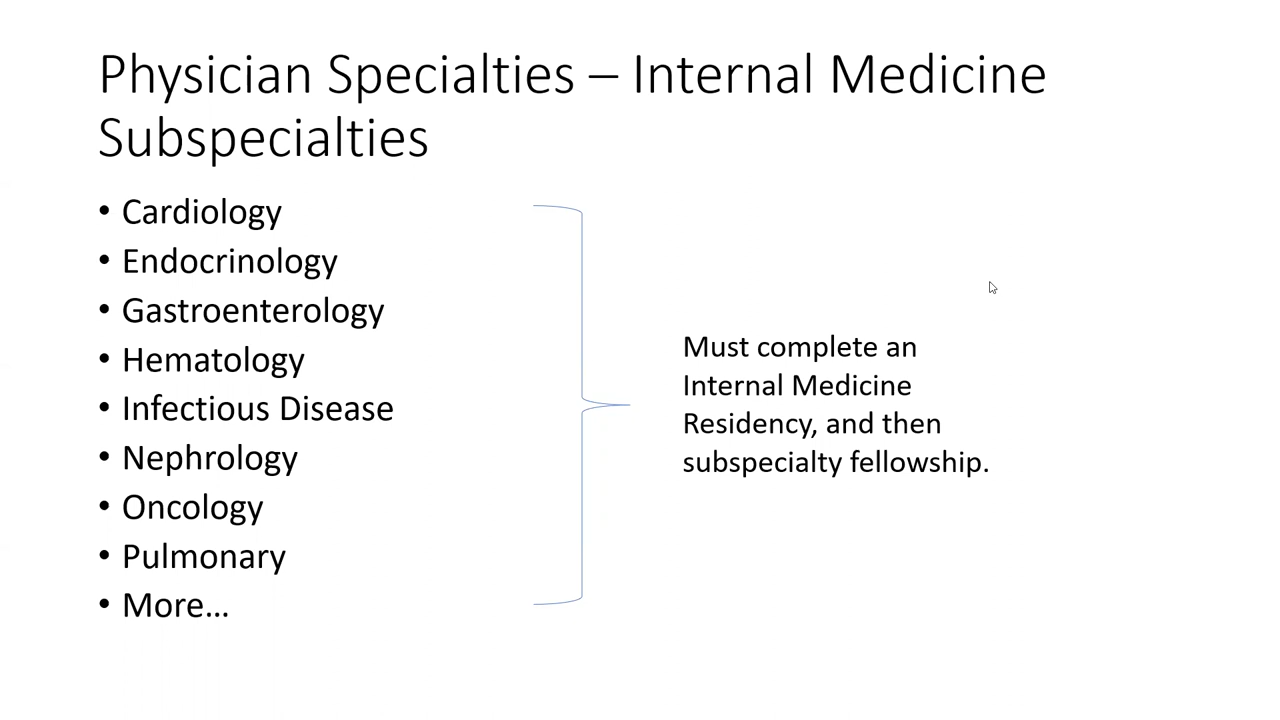 Physician Specialties – Internal Medicine
Subspecialties
• Cardiology
• Endocrinology
• Gastroenterology
• Hematology
• Infectious Disease
• Nephrology
• Oncology
• Pulmonary
• More…
Must complete an
Internal Medicine
Residency, and then
subspecialty fellowship.